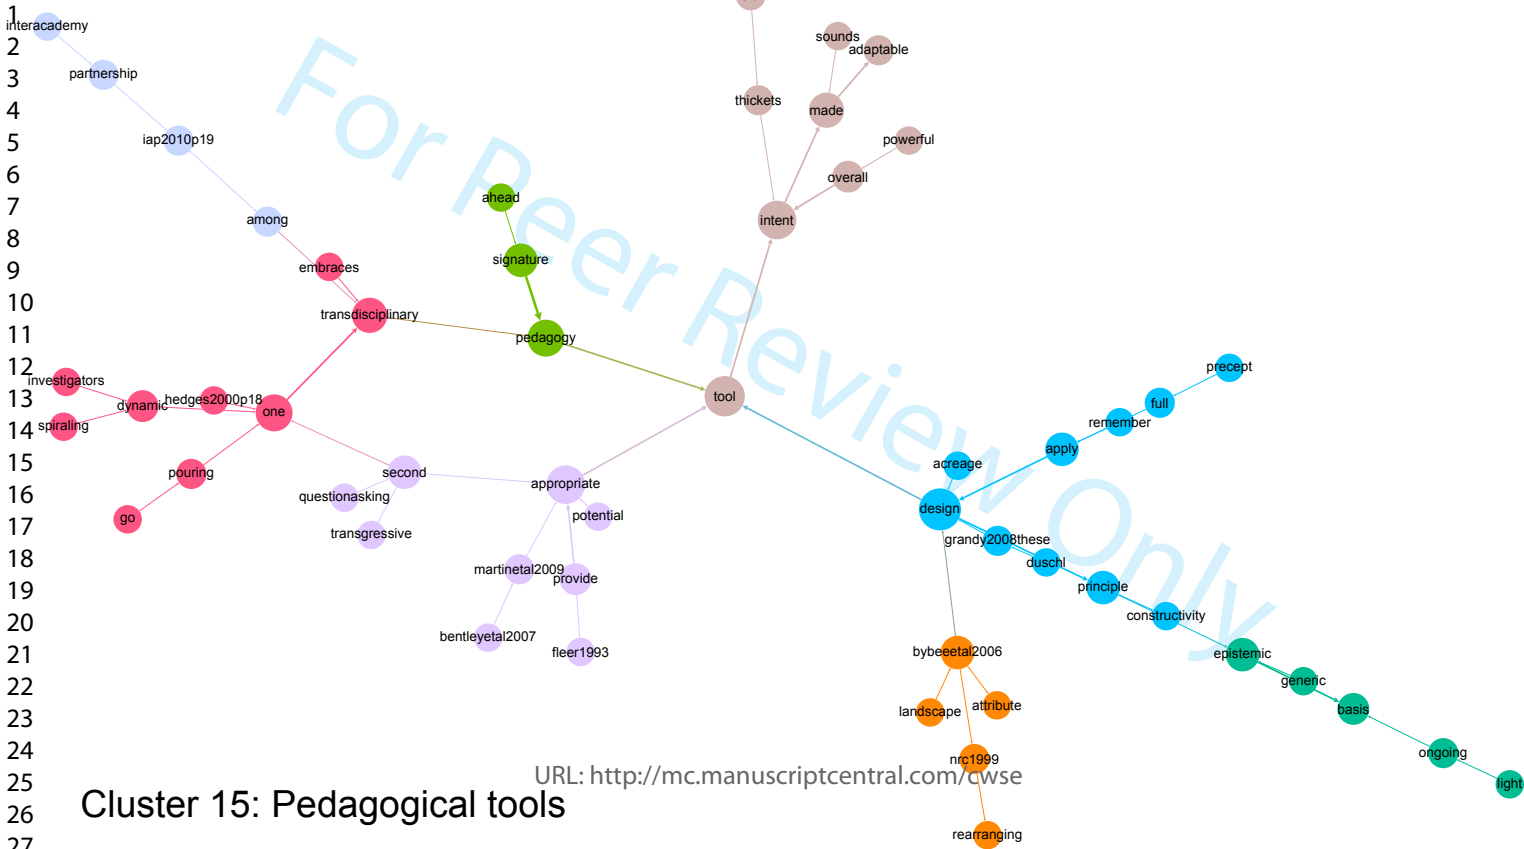 1
interacademy
sounds
2
adaptable
partnership
3
thickets
4
made
iap2010p19
powerful
5
6
overall
ahead
7
among
intent
8
signature
embraces
9
10
transdisciplinary
11
pedagogy
12
precept
investigators
13
dynamic
hedges2000p18
one
tool
full
14
spiraling
remember
apply
15
pouring
second
appropriate
acreage
16
questionasking
potential
design
go
17
transgressive
grandy2008these
18
martinetal2009
provide
duschl
19
principle
constructivity
20
bentleyetal2007
fleer1993
bybeeetal2006
21
epistemic
22
generic
landscape
attribute
basis
23
24
nrc1999
ongoing
URL: http://mc.manuscriptcentral.com/cwse
25
light
Cluster 15: Pedagogical tools
26
rearranging
27
For Peer Review Only